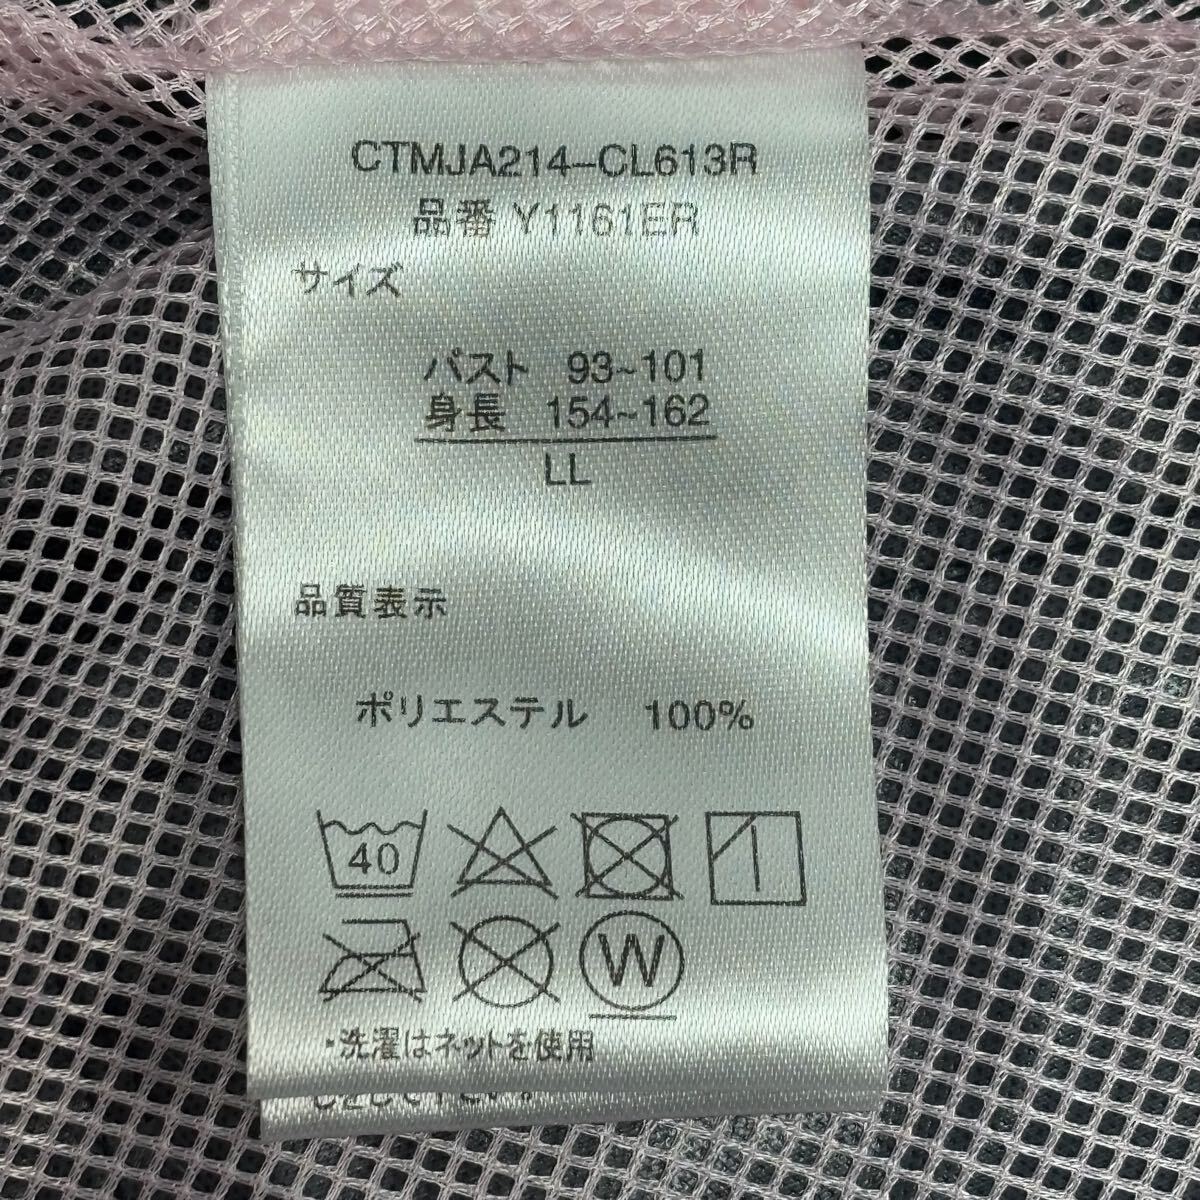 CTMJA214-CL613R
品番 Y1161ER
サイズ
バスト 93~101
身長 154~162
LL
品質表示
ポリエステル 100%
40
W
・洗濯はネットを使用